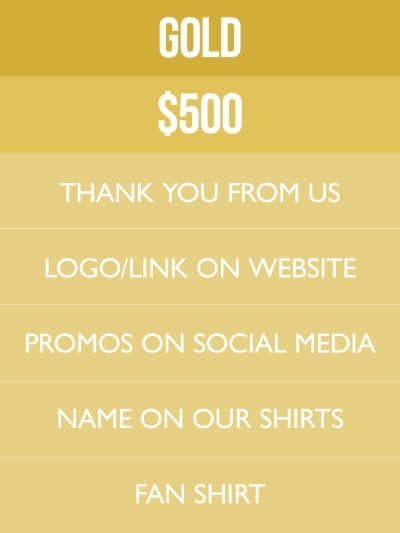 GOLD
$500
THANK YOU FROM US
LOGO/LINK ON WEBSITE
PROMOS ON SOCIAL MEDIA
NAME ON OUR SHIRTS
FAN SHIRT